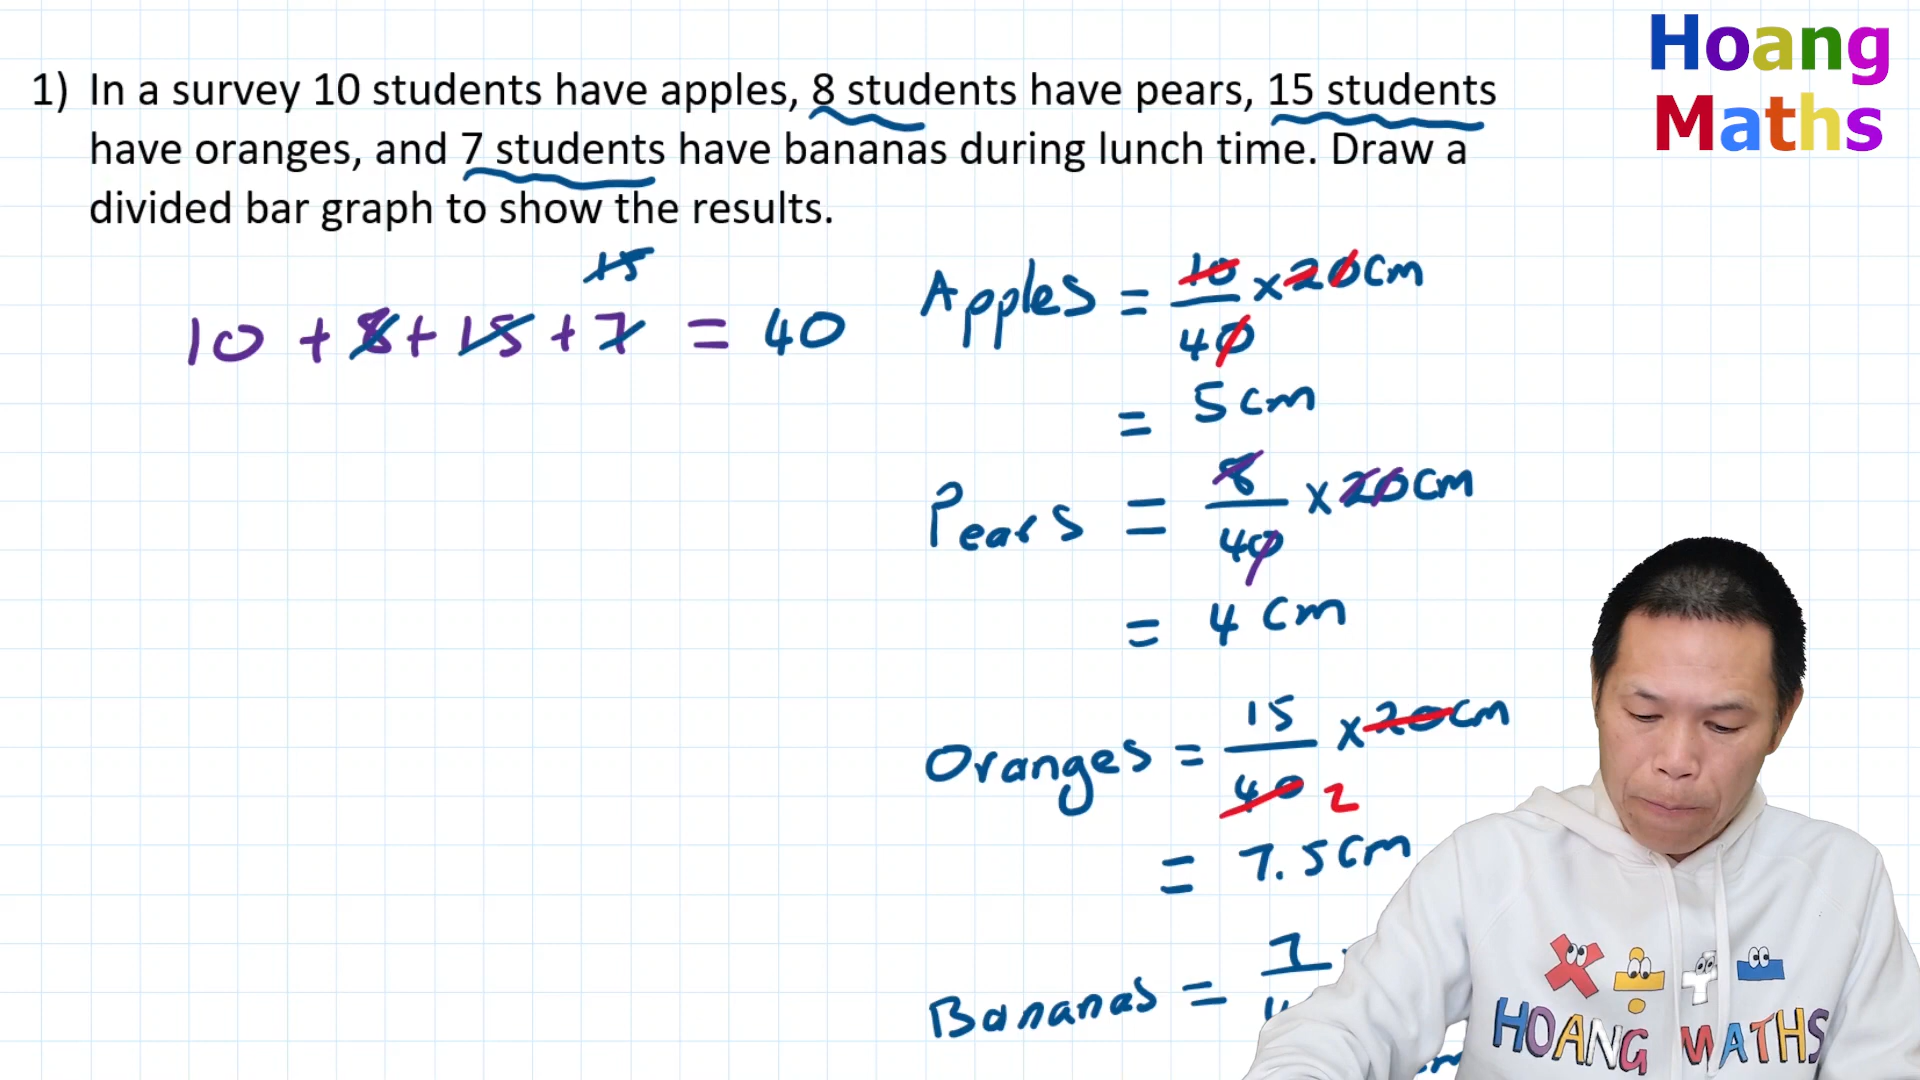 Hoang
Maths
1) In a survey 10 students have apples, 8 students have pears, 15 students
have oranges, and 7 students have bananas during lunch time. Draw a
divided bar graph to show the results.
15
10 + 8 + 15 + 7 = 40
Apples = 10/40 × 20cm
= 5cm
Pears = 8/40 × 20cm
= 4cm
Oranges = 15/40 × 20cm
2
= 7.5cm
Bananas = 7
HOANG MATHS